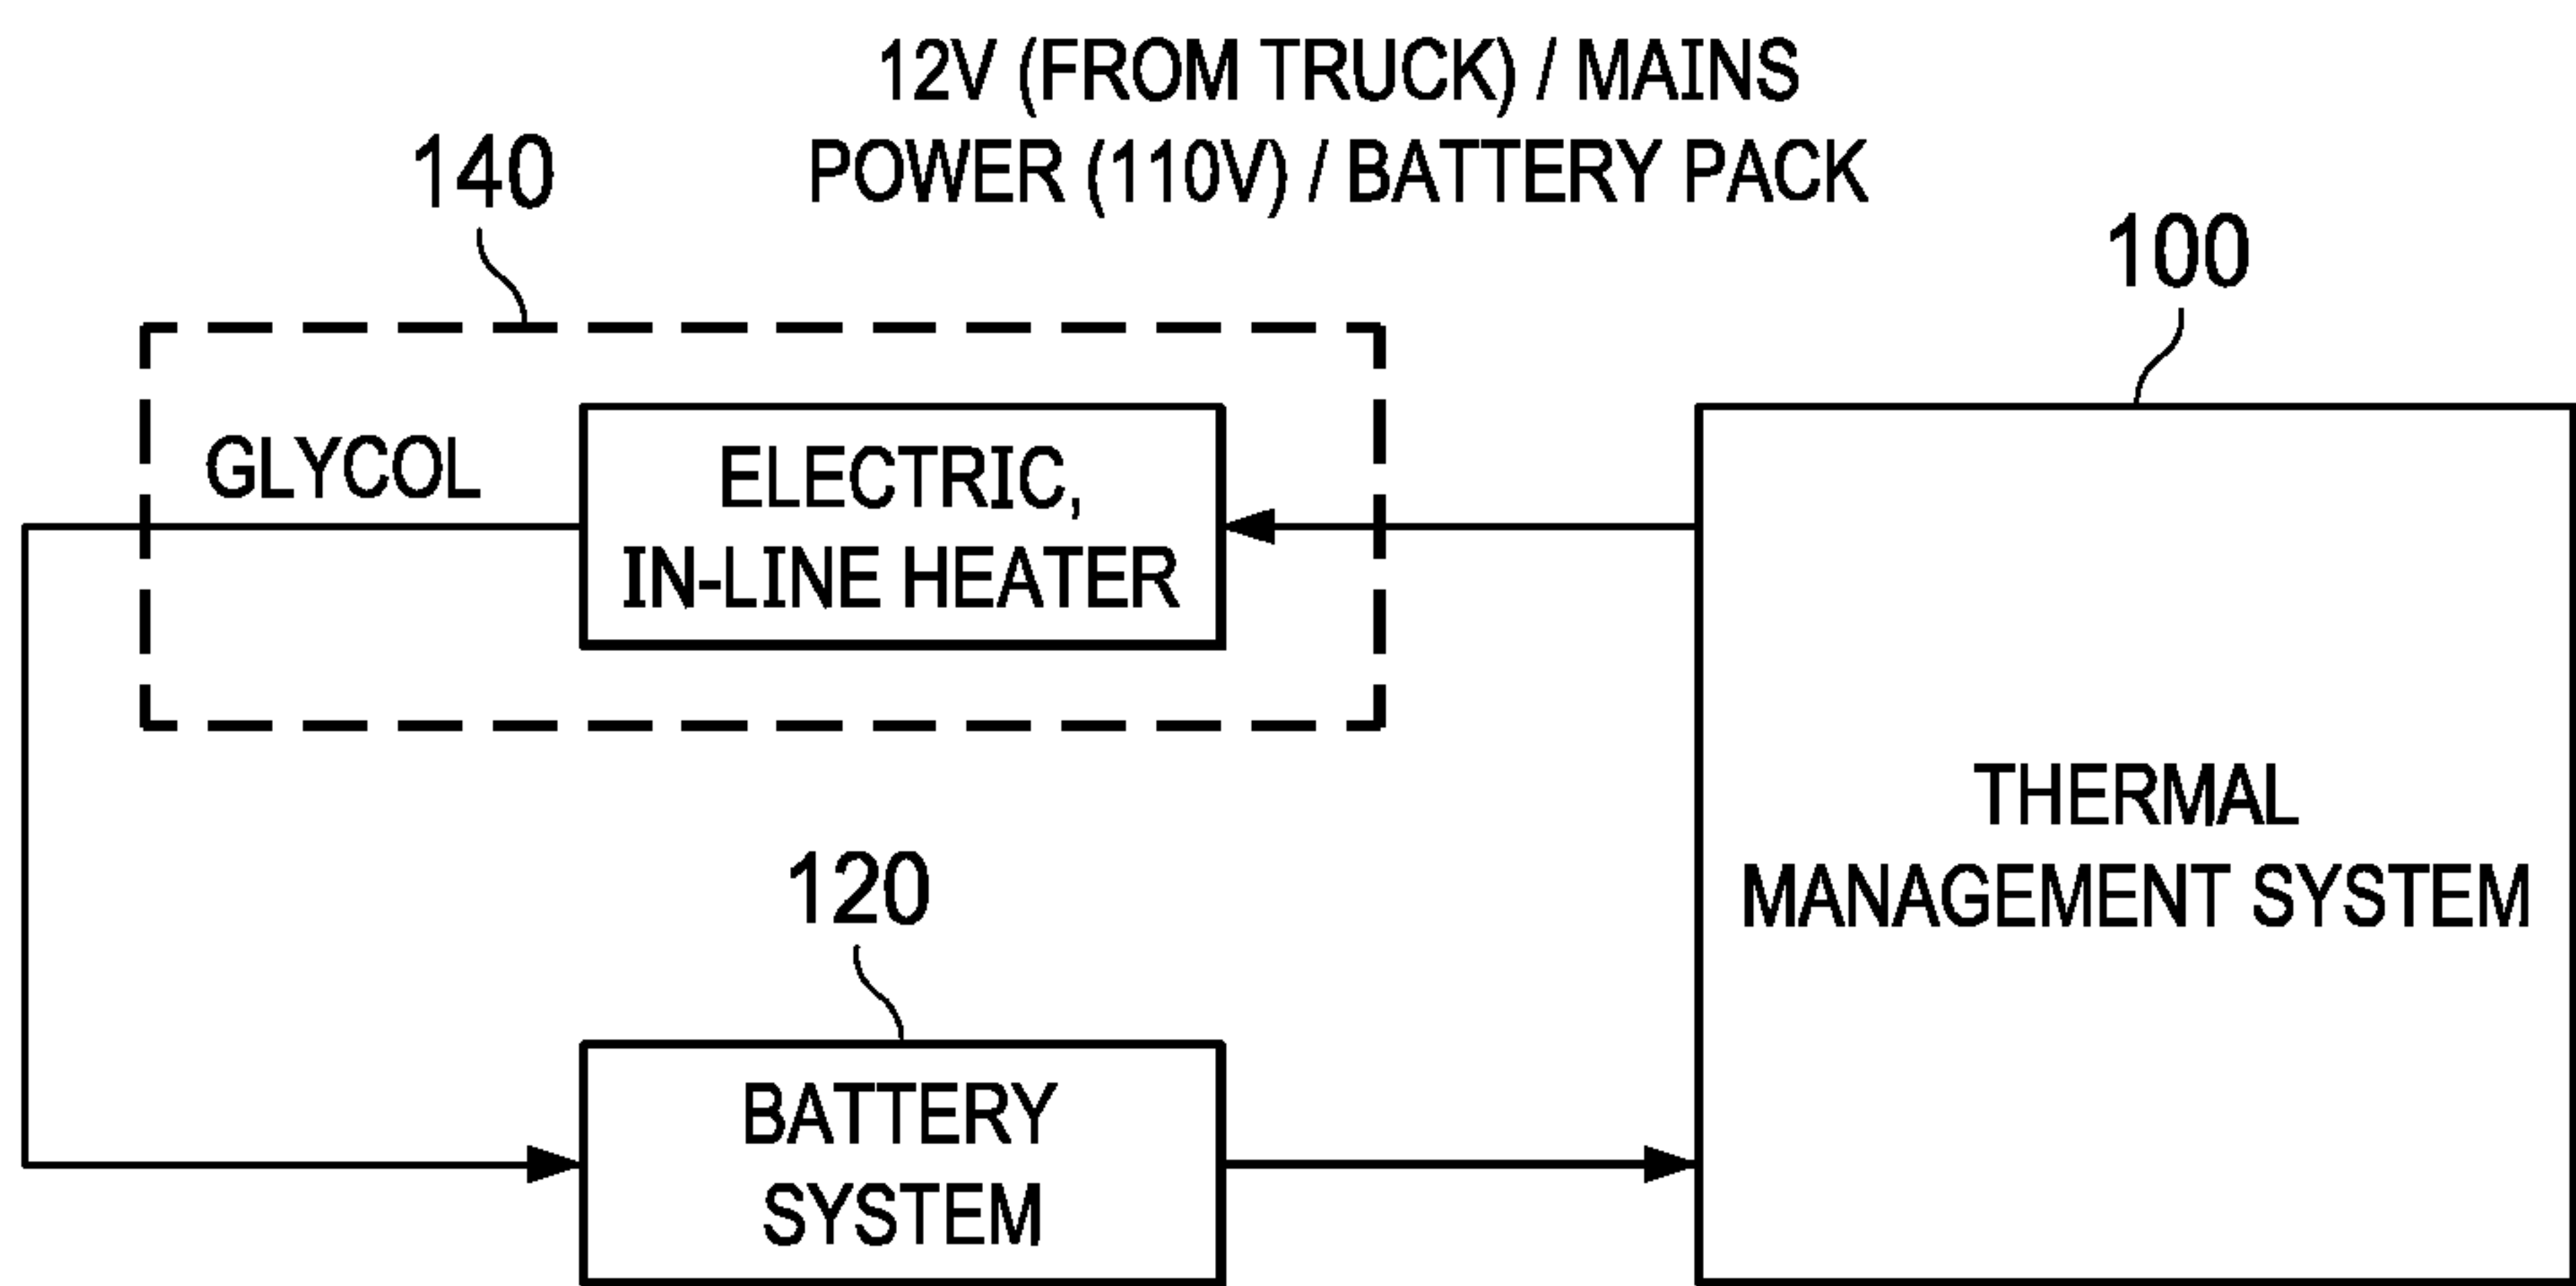 12V (FROM TRUCK) / MAINS
POWER (110V) / BATTERY PACK
140
100
GLYCOL
ELECTRIC,
IN-LINE HEATER
THERMAL
MANAGEMENT SYSTEM
120
BATTERY
SYSTEM